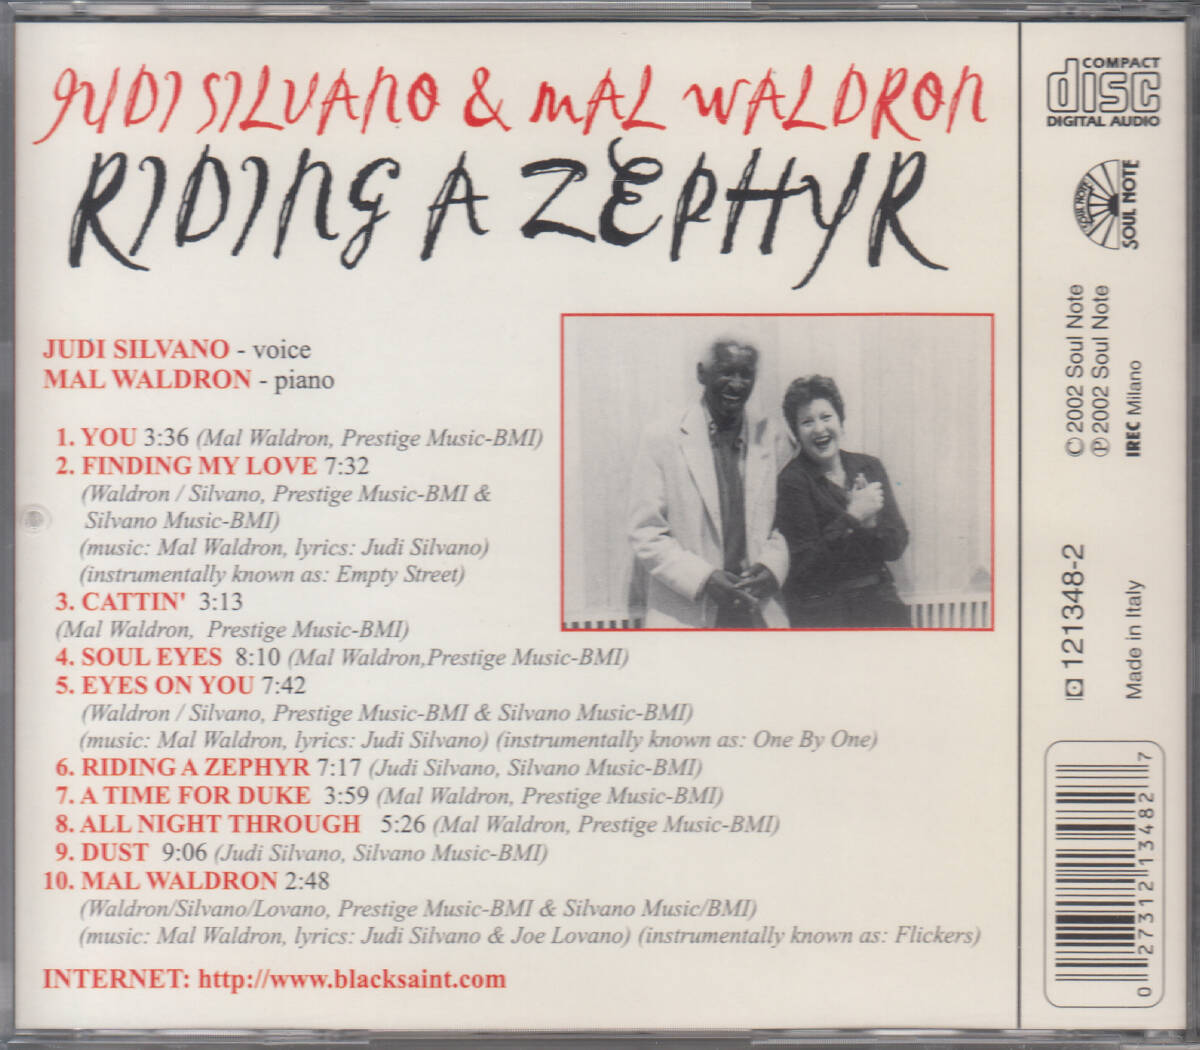 JUDI SILVANO & MAL WALDRON
RIDING A ZEPHYR
JUDI SILVANO - voice
MAL WALDRON - piano
1. YOU 3:36 (Mal Waldron, Prestige Music-BMI)
2. FINDING MY LOVE 7:32
(Waldron / Silvano, Prestige Music-BMI &
Silvano Music-BMI)
(music: Mal Waldron, lyrics: Judi Silvano)
(instrumentally known as: Empty Street)
3. CATTIN' 3:13
(Mal Waldron, Prestige Music-BMI)
4. SOUL EYES 8:10 (Mal Waldron,Prestige Music-BMI)
5. EYES ON YOU 7:42
(Waldron / Silvano, Prestige Music-BMI & Silvano Music-BMI)
(music: Mal Waldron, lyrics: Judi Silvano) (instrumentally known as: One By One)
6. RIDING A ZEPHYR 7:17 (Judi Silvano, Silvano Music-BMI)
7. A TIME FOR DUKE 3:59 (Mal Waldron, Prestige Music-BMI)
8. ALL NIGHT THROUGH 5:26 (Mal Waldron, Prestige Music-BMI)
9. DUST 9:06 (Judi Silvano, Silvano Music-BMI)
10. MAL WALDRON 2:48
(Waldron/Silvano/Lovano, Prestige Music-BMI & Silvano Music/BMI)
(music: Mal Waldron, lyrics: Judi Silvano & Joe Lovano) (instrumentally known as: Flickers)
INTERNET: http://www.blacksaint.com
COMPACT
disc
DIGITAL AUDIO
SOUL NOTE
SOUL NOTE
©2002 Soul Note
℗2002 Soul Note
IREC Milano
121348-2
Made in Italy
0 27312 13482 7